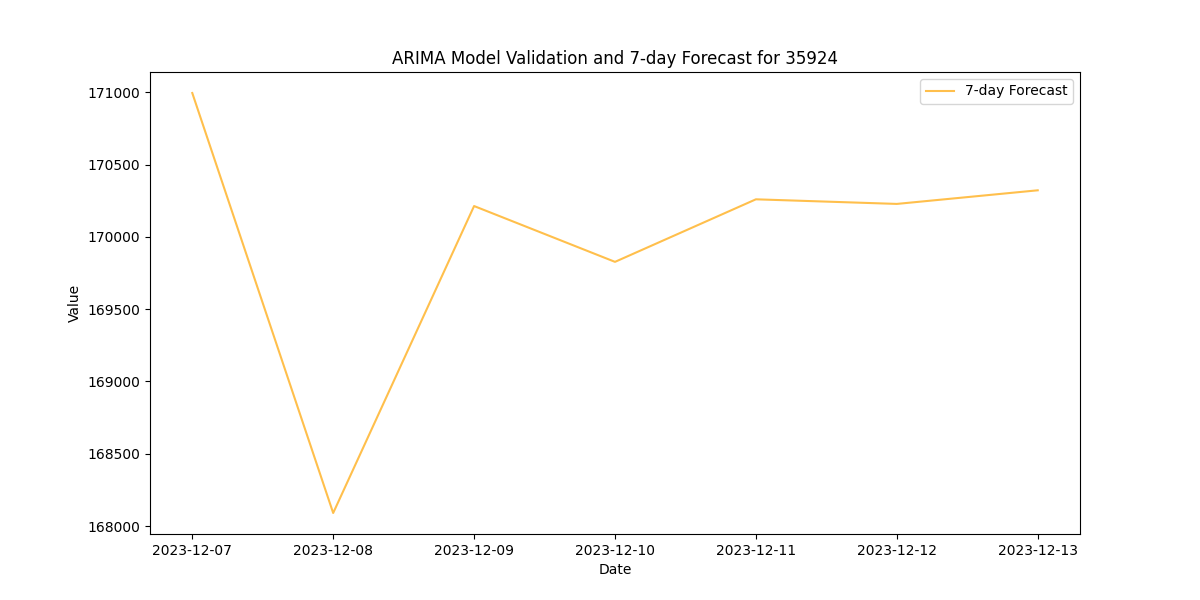 ARIMA Model Validation and 7-day Forecast for 35924
7-day Forecast
171000
170500
170000
169500
169000
168500
168000
Value
2023-12-07 2023-12-08 2023-12-09 2023-12-10 2023-12-11 2023-12-12 2023-12-13
Date